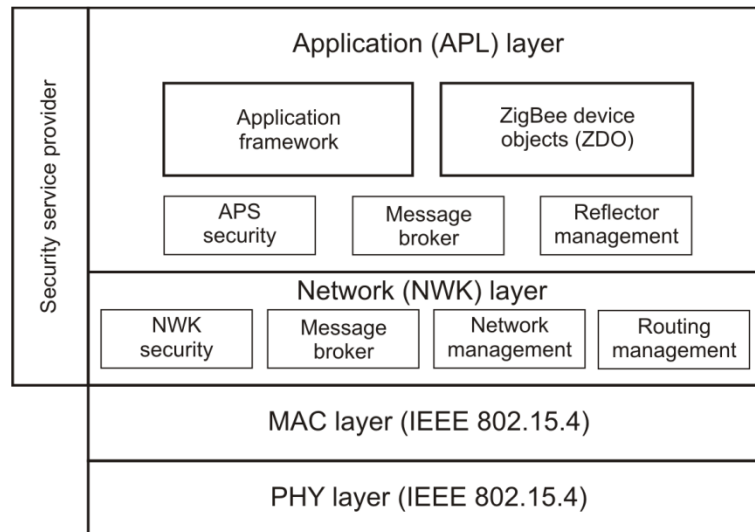 Security service provider
Application (APL) layer
Application
framework
ZigBee device
objects (ZDO)
APS
security
Message
broker
Reflector
management
Network (NWK) layer
NWK
security
Message
broker
Network
management
Routing
management
MAC layer (IEEE 802.15.4)
PHY layer (IEEE 802.15.4)